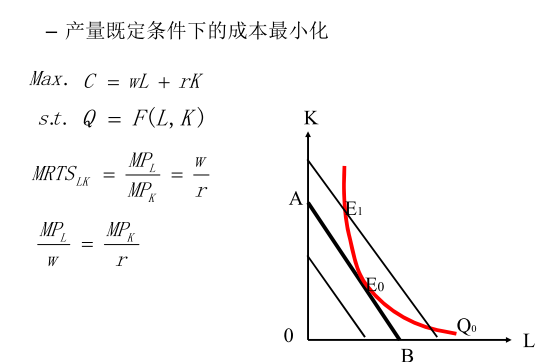 – 产量既定条件下的成本最小化
Max. C = wL + rK
s.t. Q = F(L, K)
MRTS_LK = MP_L / MP_K = w / r
MP_L / w = MP_K / r
K
A
E1
E0
Q0
0
B
L